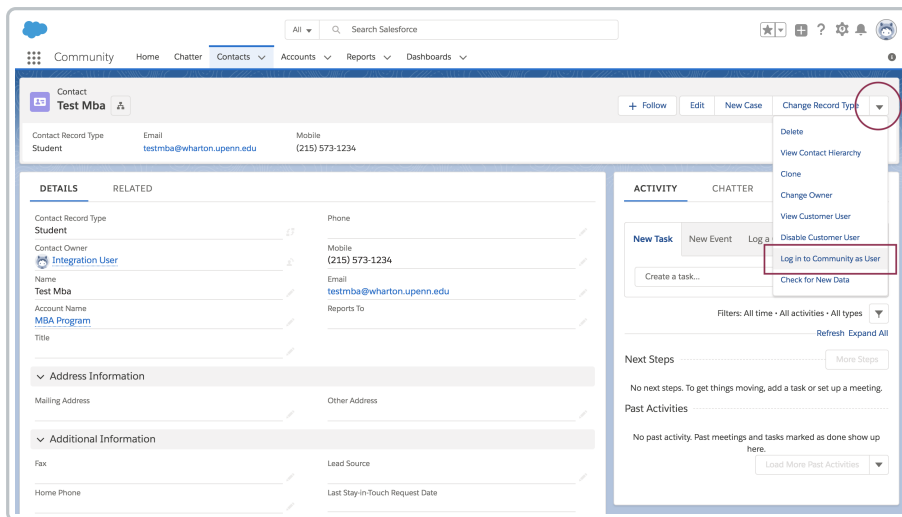 All
Search Salesforce
Community
Home
Chatter
Contacts
Accounts
Reports
Dashboards
Contact
Test Mba
+ Follow
Edit
New Case
Change Record Type
Contact Record Type
Student
Email
testmba@wharton.upenn.edu
Mobile
(215) 573-1234
Delete
View Contact Hierarchy
Clone
Change Owner
View Customer User
Disable Customer User
Log in to Community as User
Check for New Data
DETAILS
RELATED
Contact Record Type
Student
Phone
Contact Owner
Integration User
Mobile
(215) 573-1234
Name
Test Mba
Email
testmba@wharton.upenn.edu
Account Name
MBA Program
Reports To
Title
Address Information
Mailing Address
Other Address
Additional Information
Fax
Lead Source
Home Phone
Last Stay-in-Touch Request Date
ACTIVITY
CHATTER
New Task
New Event
Log a
Create a task...
Filters: All time • All activities • All types
Refresh Expand All
Next Steps
More Steps
No next steps. To get things moving, add a task or set up a meeting.
Past Activities
No past activity. Past meetings and tasks marked as done show up
here.
Load More Past Activities